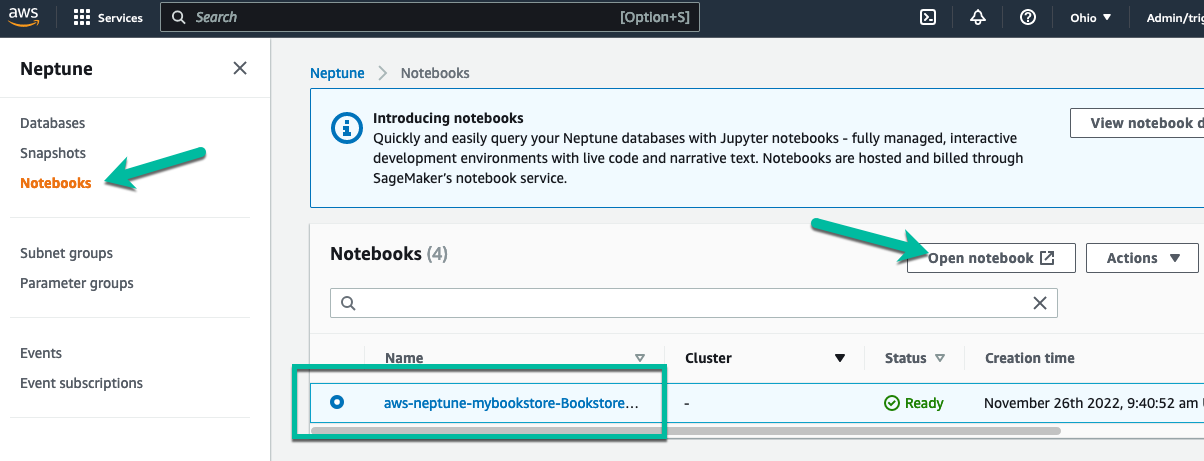 aws Services Search [Option+S] Ohio Admin/tri
Neptune
Databases
Snapshots
Notebooks
Subnet groups
Parameter groups
Events
Event subscriptions
Neptune Notebooks
Introducing notebooks
Quickly and easily query your Neptune databases with Jupyter notebooks - fully managed, interactive
development environments with live code and narrative text. Notebooks are hosted and billed through
SageMaker's notebook service.
View notebook d
Notebooks (4)
Open notebook Actions
Name Cluster Status Creation time
aws-neptune-mybookstore-Bookstore... - Ready November 26th 2022, 9:40:52 am